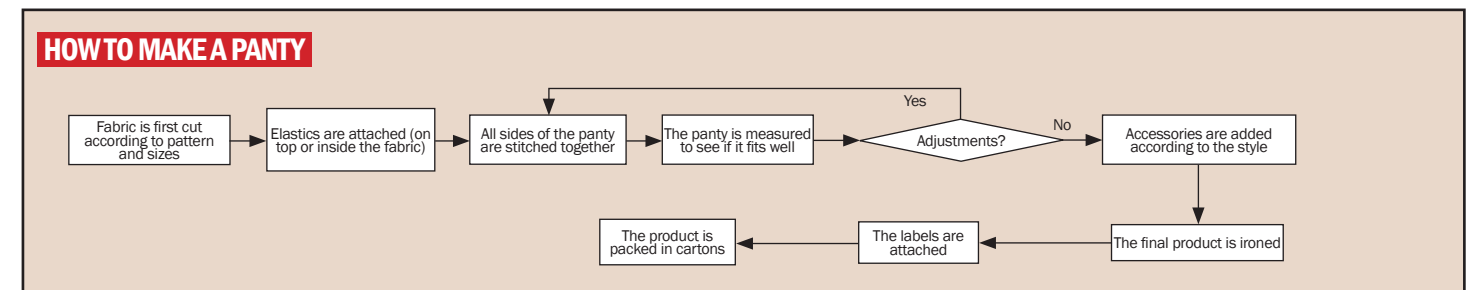 HOW TO MAKE A PANTY
Fabric is first cut
according to pattern
and sizes
Elastics are attached (on
top or inside the fabric)
All sides of the panty
are stitched together
The panty is measured
to see if it fits well
Adjustments?
Yes
No
Accessories are added
according to the style
The final product is ironed
The labels are
attached
The product is
packed in cartons